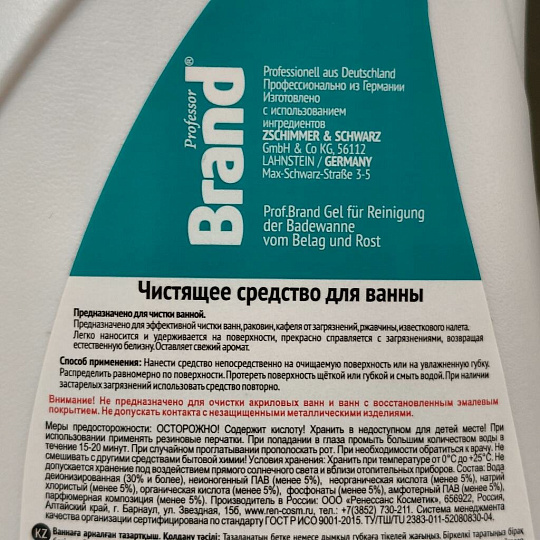 Professor
Brand®
Professionell aus Deutschland
Профессионально из Германии
Изготовлено
с использованием
ингредиентов
ZSCHIMMER & SCHWARZ
GmbH & Co KG, 56112
LAHNSTEIN / GERMANY
Max-Schwarz-Straße 3-5
Prof.Brand Gel für Reinigung
der Badewanne
vom Belag und Rost
Чистящее средство для ванны
Предназначено для чистки ванной.
Предназначено для эффективной чистки ванн, раковин, кафеля от загрязнений, ржавчины, известкового налета.
Легко наносится и удерживается на поверхности, прекрасно справляется с загрязнениями, возвращая
естественную белизну. Оставляет свежий аромат.
Способ применения: Нанести средство непосредственно на очищаемую поверхность или на увлажненную губку.
Распределить равномерно по поверхности. Протереть поверхность щёткой или губкой и смыть водой. При наличии
застарелых загрязнений использовать средство повторно.
Внимание! Не предназначено для очистки акриловых ванн и ванн с восстановленным эмалевым
покрытием. Не допускать контакта с незащищенными металлическими изделиями.
Меры предосторожности: ОСТОРОЖНО! Содержит кислоту! Хранить в недоступном для детей месте! При
использовании применять резиновые перчатки. При попадании в глаза промыть большим количеством воды в
течение 15-20 минут. При случайном проглатывании прополоскать рот. При необходимости обратиться к врачу. Не
смешивать с другими средствами бытовой химии! Условия хранения: Хранить при температуре от 0°С до +25°С. Не
допускается хранение под воздействием прямого солнечного света и вблизи отопительных приборов. Состав: Вода
деионизированная (30% и более), неионогенный ПАВ (менее 5%), неорганическая кислота (менее 5%), натрий
хлористый (менее 5%), органическая кислота (менее 5%), фосфонаты (менее 5%), амфотерный ПАВ (менее 5%),
парфюмерная композиция (менее 5%). Производитель в России: ООО «Ренессанс Косметик», 656922, Россия,
Алтайский край, г. Барнаул, ул. Звездная, 156, www.ren-cosm.ru, тел.: +7(3852) 730-211. Система менеджмента
качества организации сертифицирована по стандарту ГОСТ Р ИСО 9001-2015. ТУ/ТШ/TU 2383-011-52080830-04.
KZ Ваннаға арналған тазартқыш. Қолдану тәсілі: Тазаланатын бетке немесе дымқыл губкаға тікелей жағыңыз. Біркелкі таратыңыз.